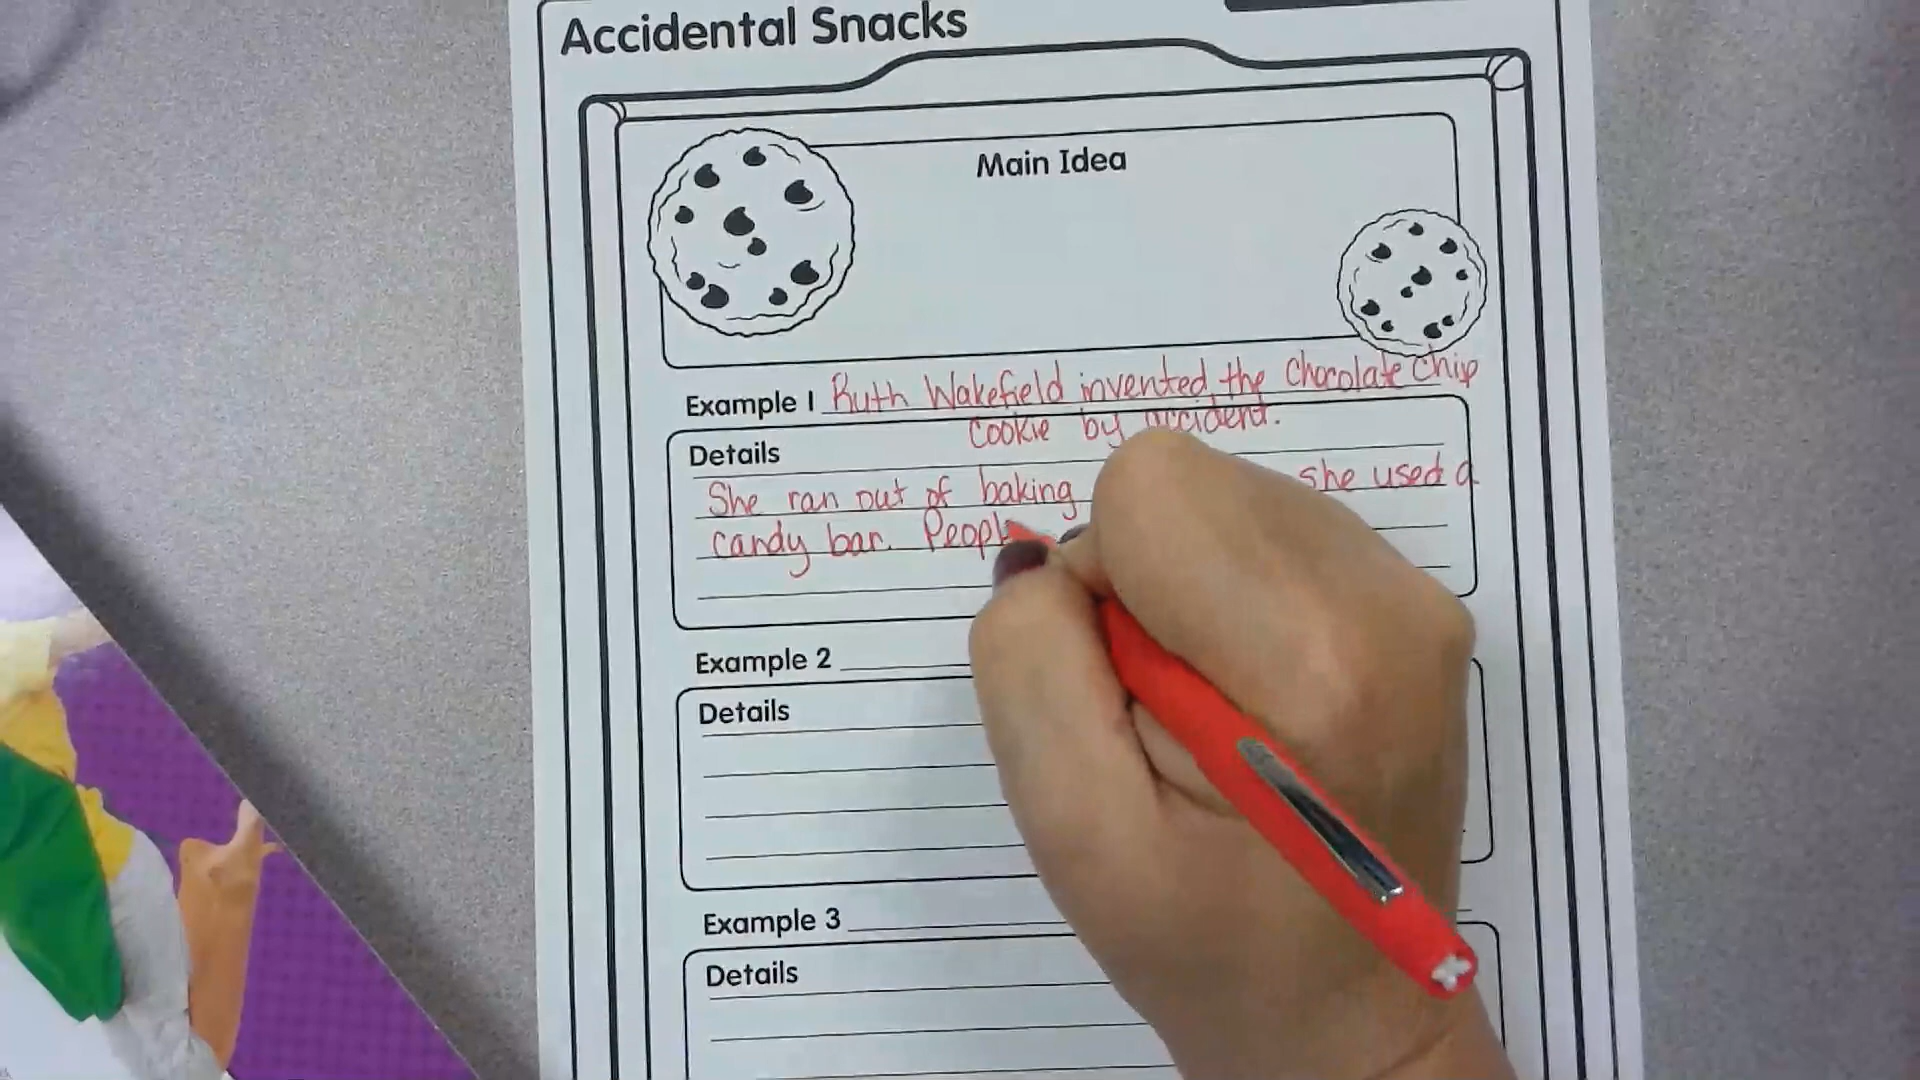 Accidental Snacks
Main Idea
Example 1 Ruth Wakefield invented the Chocolate Chip
Cookie by accident.
Details
She ran out of baking she used a
candy bar. Peopl
Example 2
Details
Example 3
Details